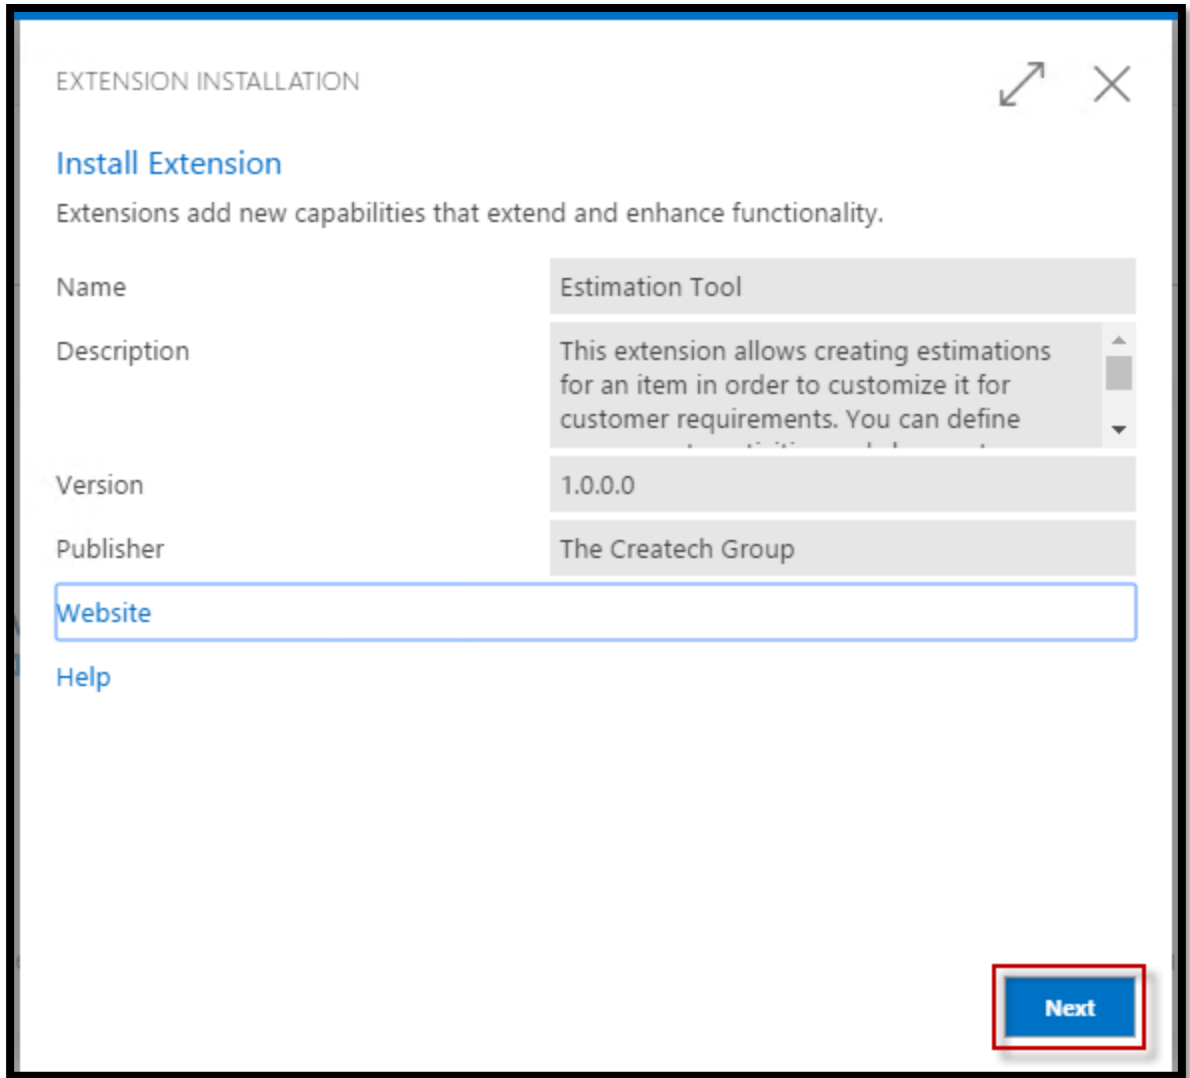 EXTENSION INSTALLATION
Install Extension
Extensions add new capabilities that extend and enhance functionality.
Name
Estimation Tool
Description
This extension allows creating estimations
for an item in order to customize it for
customer requirements. You can define
Version
1.0.0.0
Publisher
The Createch Group
Website
Help
Next